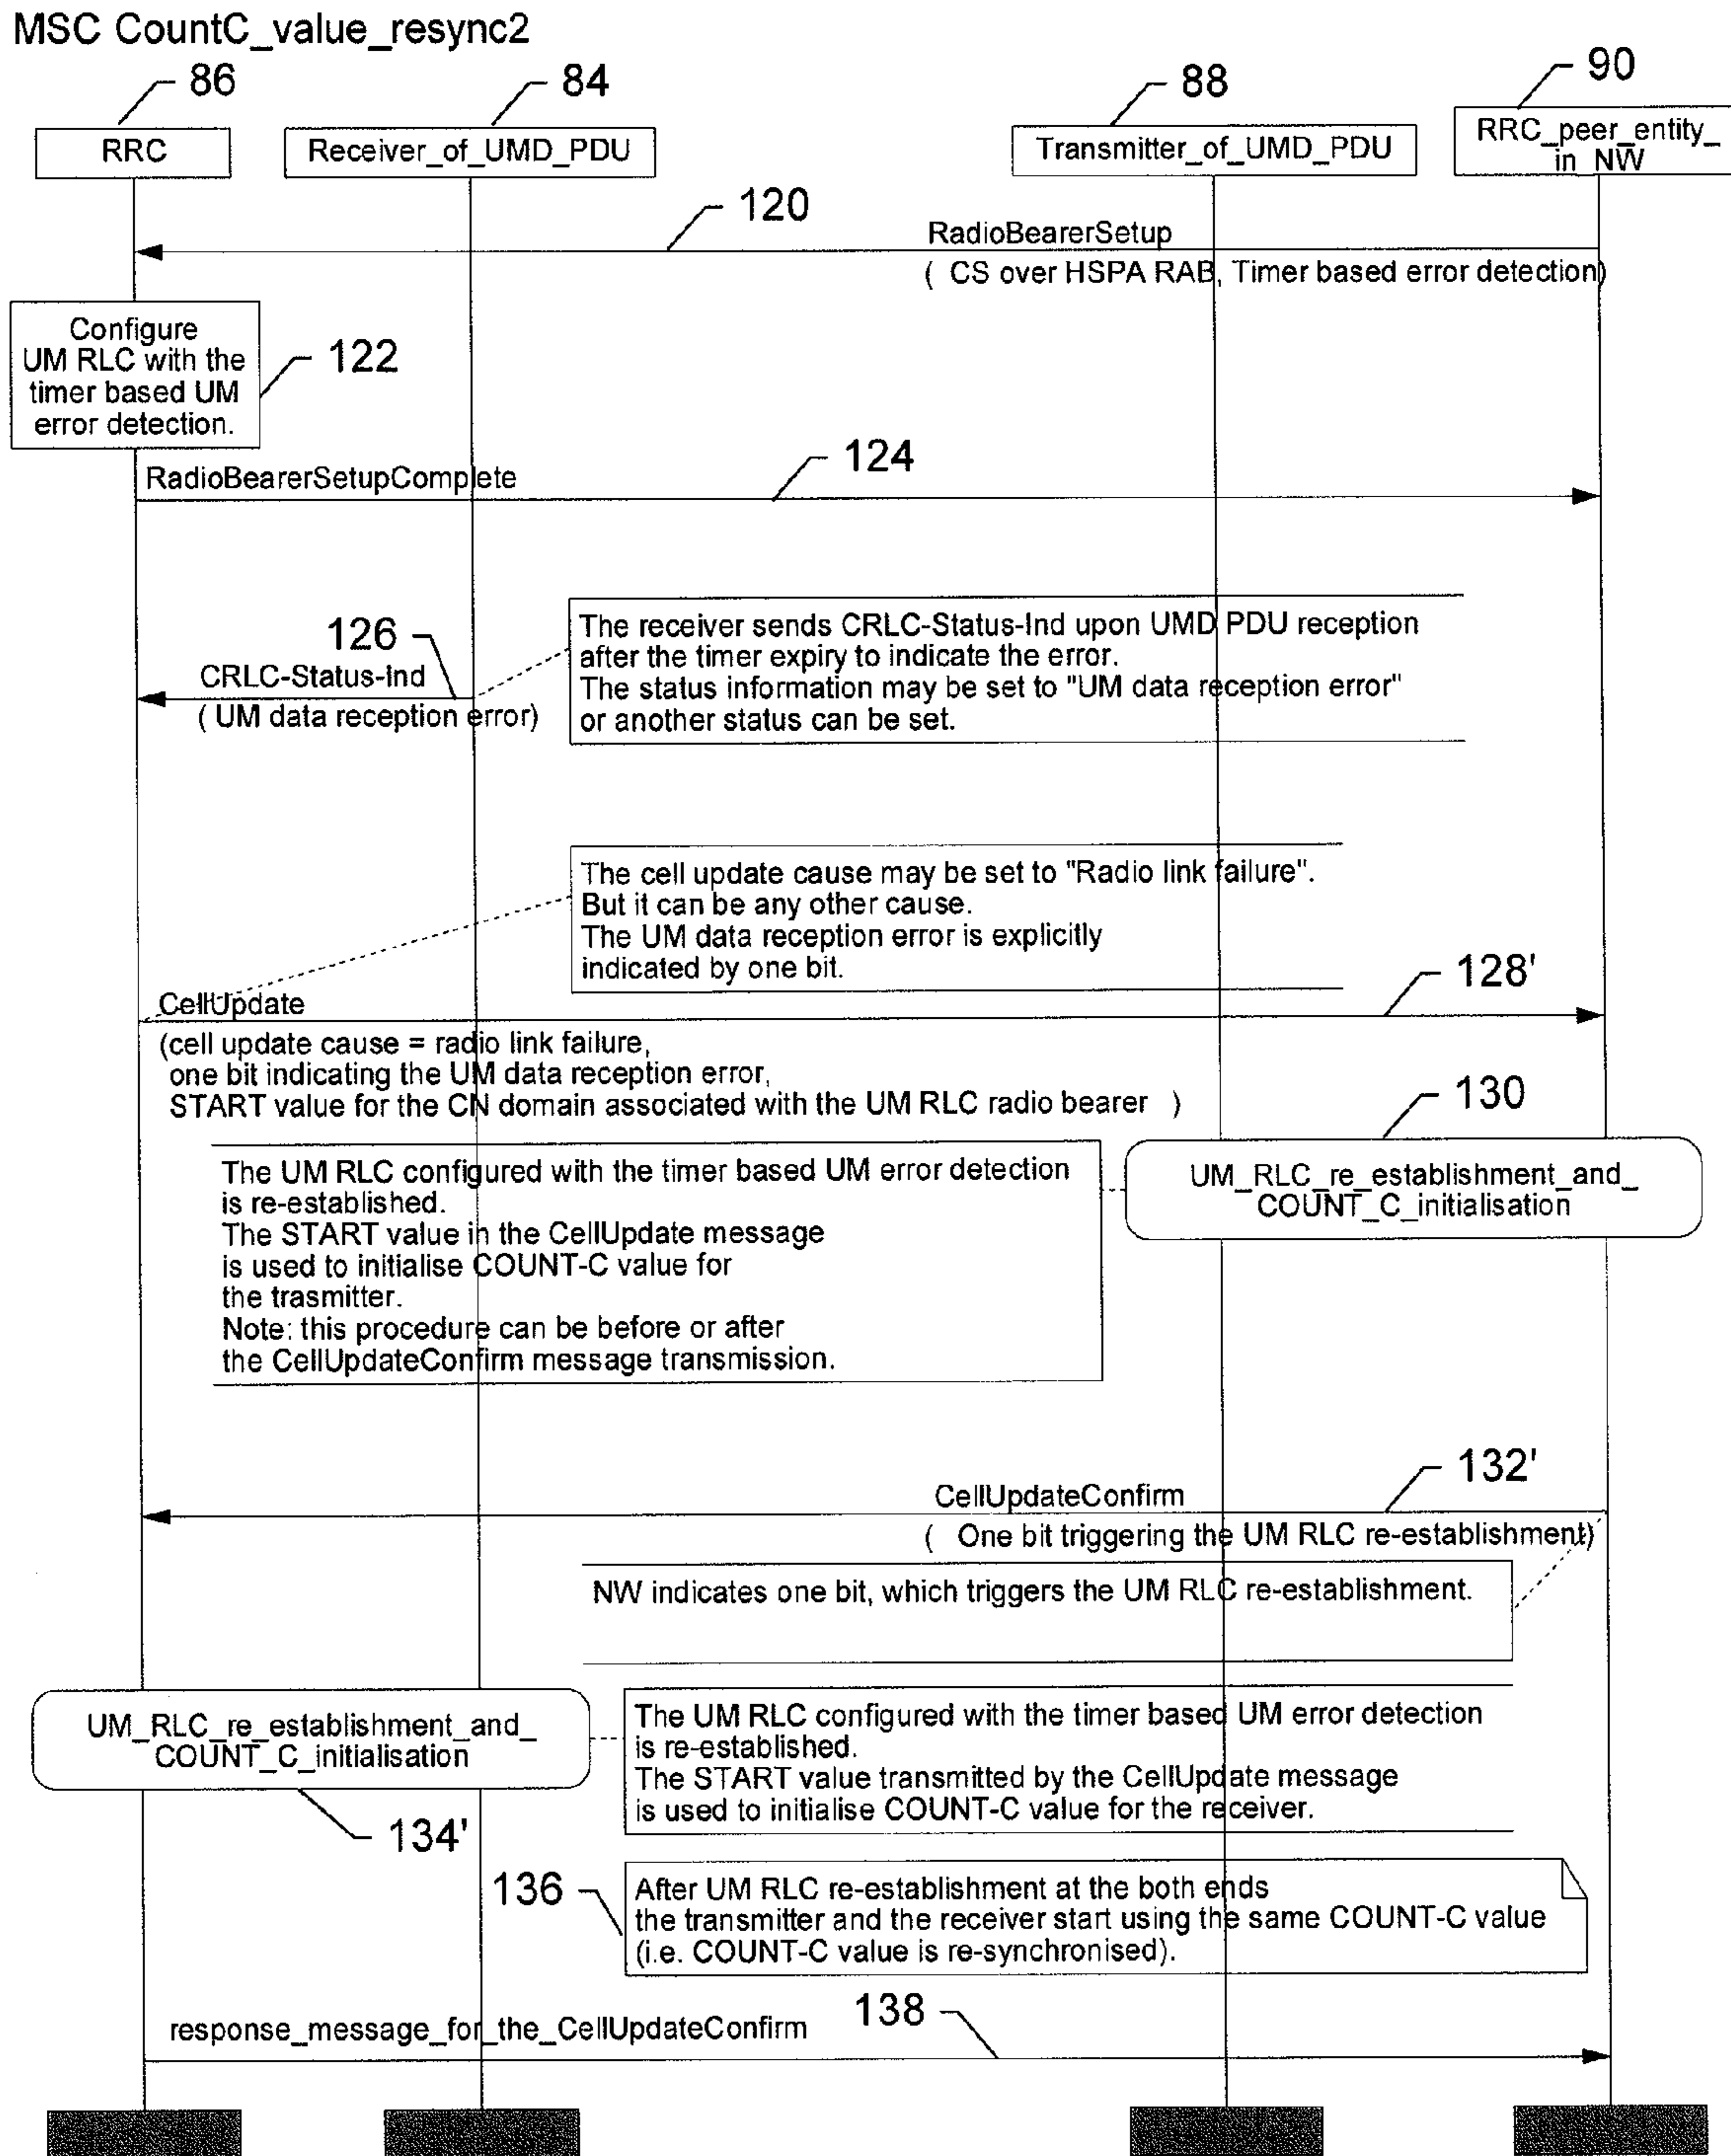 MSC CountC_value_resync2
86
84
88
90
RRC
Receiver_of_UMD_PDU
Transmitter_of_UMD_PDU
RRC_peer_entity_
in_NW
120
RadioBearerSetup
( CS over HSPA RAB, Timer based error detection)
Configure
UM RLC with the
timer based UM
error detection.
122
124
RadioBearerSetupComplete
126
CRLC-Status-Ind
( UM data reception error)
The receiver sends CRLC-Status-Ind upon UMD PDU reception
after the timer expiry to indicate the error.
The status information may be set to "UM data reception error"
or another status can be set.
The cell update cause may be set to "Radio link failure".
But it can be any other cause.
The UM data reception error is explicitly
indicated by one bit.
128'
CellUpdate
(cell update cause = radio link failure,
one bit indicating the UM data reception error,
START value for the CN domain associated with the UM RLC radio bearer )
130
UM_RLC_re_establishment_and_
COUNT_C_initialisation
The UM RLC configured with the timer based UM error detection
is re-established.
The START value in the CellUpdate message
is used to initialise COUNT-C value for
the trasmitter.
Note: this procedure can be before or after
the CellUpdateConfirm message transmission.
132'
CellUpdateConfirm
( One bit triggering the UM RLC re-establishment)
NW indicates one bit, which triggers the UM RLC re-establishment.
UM_RLC_re_establishment_and_
COUNT_C_initialisation
134'
The UM RLC configured with the timer based UM error detection
is re-established.
The START value transmitted by the CellUpdate message
is used to initialise COUNT-C value for the receiver.
136
After UM RLC re-establishment at the both ends
the transmitter and the receiver start using the same COUNT-C value
(i.e. COUNT-C value is re-synchronised).
138
response_message_for_the_CellUpdateConfirm